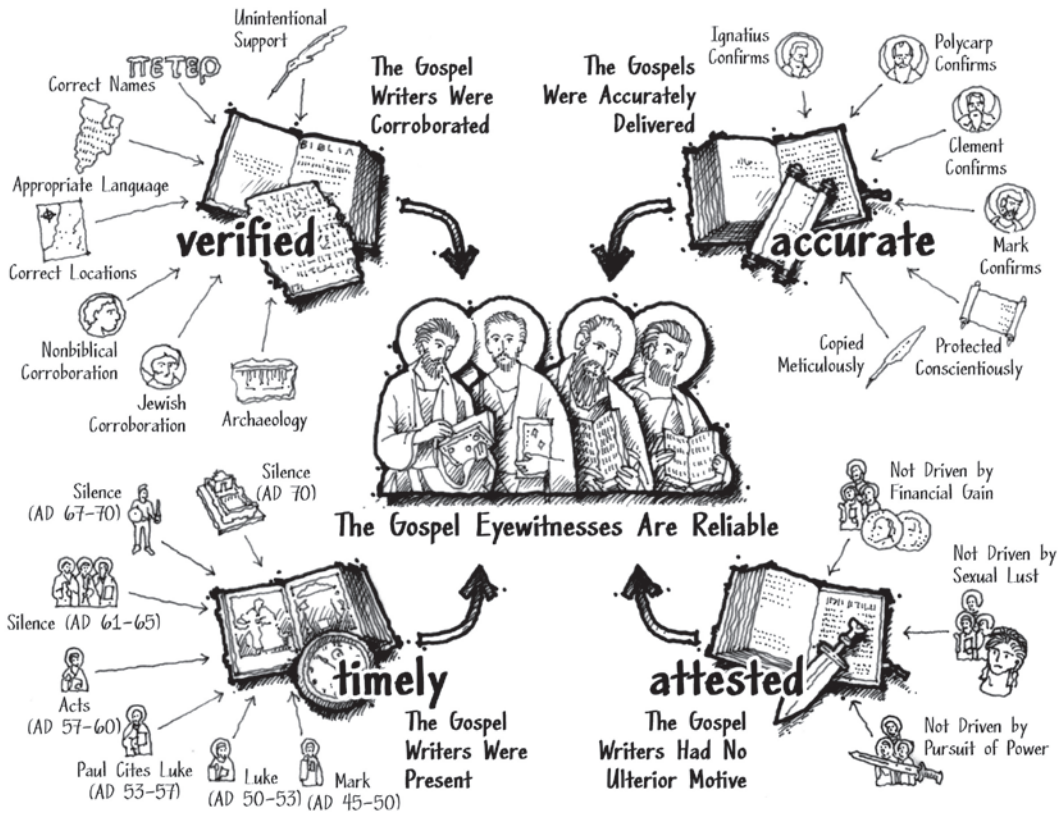 Unintentional
Support
πετερ
Correct Names
Appropriate Language
Correct Locations
Nonbiblical
Corroboration
Jewish
Corroboration
Archaeology
BIBLIA
verified
The Gospel
Writers Were
Corroborated
The Gospels
Were Accurately
Delivered
Ignatius
Confirms
Polycarp
Confirms
Clement
Confirms
Mark
Confirms
Protected
Conscientiously
Copied
Meticulously
accurate
The Gospel Eyewitnesses Are Reliable
Silence
(AD 67-70)
Silence
(AD 70)
Silence (AD 61-65)
Acts
(AD 57-60)
Paul Cites Luke
(AD 53-57)
Luke
(AD 50-53)
Mark
(AD 45-50)
timely
The Gospel
Writers Were
Present
attested
The Gospel
Writers Had No
Ulterior Motive
Not Driven by
Financial Gain
Not Driven by
Sexual Lust
Not Driven by
Pursuit of Power